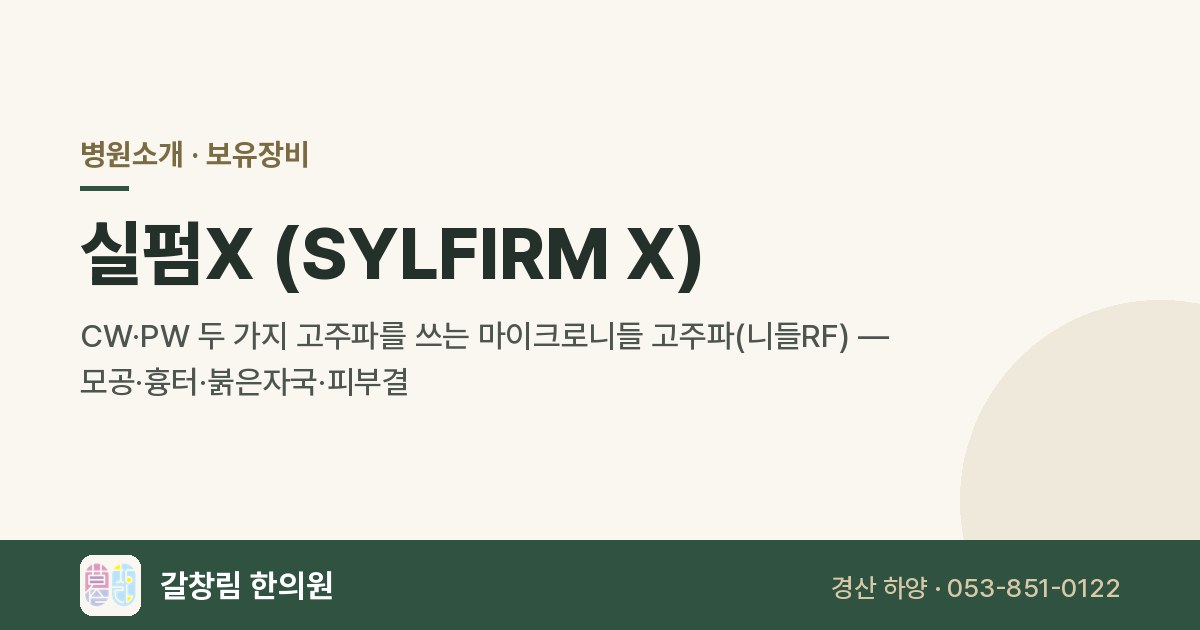 병원소개 · 보유장비
실펌X (SYLFIRM X)
CW·PW 두 가지 고주파를 쓰는 마이크로니들 고주파(니들RF) —
모공·흉터·붉은자국·피부결
갈창림 한의원
경산 하양 · 053-851-0122